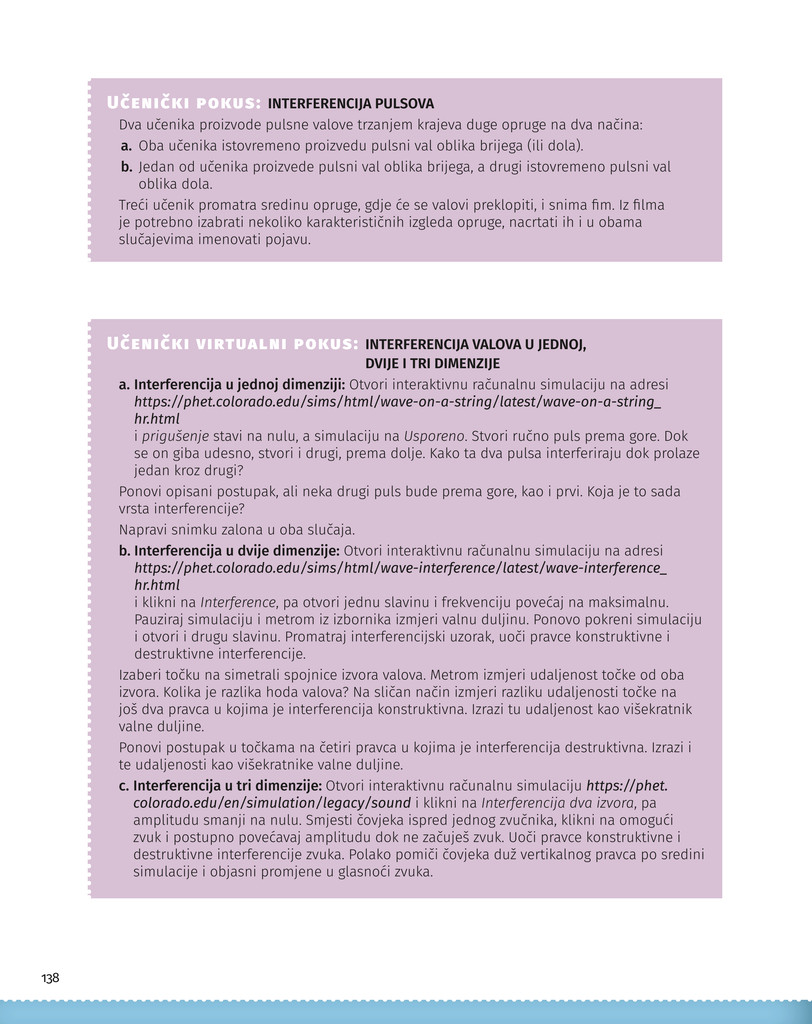 UČENIČKI POKUS: INTERFERENCIJA PULSOVA
Dva učenika proizvode pulsne valove trzanjem krajeva duge opruge na dva načina:
a. Oba učenika istovremeno proizvedu pulsni val oblika brijega (ili dola).
b. Jedan od učenika proizvede pulsni val oblika brijega, a drugi istovremeno pulsni val
oblika dola.
Treći učenik promatra sredinu opruge, gdje će se valovi preklopiti, i snima fim. Iz filma
je potrebno izabrati nekoliko karakterističnih izgleda opruge, nacrtati ih i u obama
slučajevima imenovati pojavu.
UČENIČKI VIRTUALNI POKUS: INTERFERENCIJA VALOVA U JEDNOJ,
DVIJE I TRI DIMENZIJE
a. Interferencija u jednoj dimenziji: Otvori interaktivnu računalnu simulaciju na adresi
https://phet.colorado.edu/sims/html/wave-on-a-string/latest/wave-on-a-string_
hr.html
i prigušenje stavi na nulu, a simulaciju na Usporeno. Stvori ručno puls prema gore. Dok
se on giba udesno, stvori i drugi, prema dolje. Kako ta dva pulsa interferiraju dok prolaze
jedan kroz drugi?
Ponovi opisani postupak, ali neka drugi puls bude prema gore, kao i prvi. Koja je to sada
vrsta interferencije?
Napravi snimku zalona u oba slučaja.
b. Interferencija u dvije dimenzije: Otvori interaktivnu računalnu simulaciju na adresi
https://phet.colorado.edu/sims/html/wave-interference/latest/wave-interference_
hr.html
i klikni na Interference, pa otvori jednu slavinu i frekvenciju povećaj na maksimalnu.
Pauziraj simulaciju i metrom iz izbornika izmjeri valnu duljinu. Ponovo pokreni simulaciju
i otvori i drugu slavinu. Promatraj interferencijski uzorak, uoči pravce konstruktivne i
destruktivne interferencije.
Izaberi točku na simetrali spojnice izvora valova. Metrom izmjeri udaljenost točke od oba
izvora. Kolika je razlika hoda valova? Na sličan način izmjeri razliku udaljenosti točke na
još dva pravca u kojima je interferencija konstruktivna. Izrazi tu udaljenost kao višekratnik
valne duljine.
Ponovi postupak u točkama na četiri pravca u kojima je interferencija destruktivna. Izrazi i
te udaljenosti kao višekratnike valne duljine.
c. Interferencija u tri dimenzije: Otvori interaktivnu računalnu simulaciju https://phet.
colorado.edu/en/simulation/legacy/sound i klikni na Interferencija dva izvora, pa
amplitudu smanji na nulu. Smjesti čovjeka ispred jednog zvučnika, klikni na omogući
zvuk i postupno povećavaj amplitudu dok ne začuješ zvuk. Uoči pravce konstruktivne i
destruktivne interferencije zvuka. Polako pomiči čovjeka duž vertikalnog pravca po sredini
simulacije i objasni promjene u glasnoći zvuka.
138